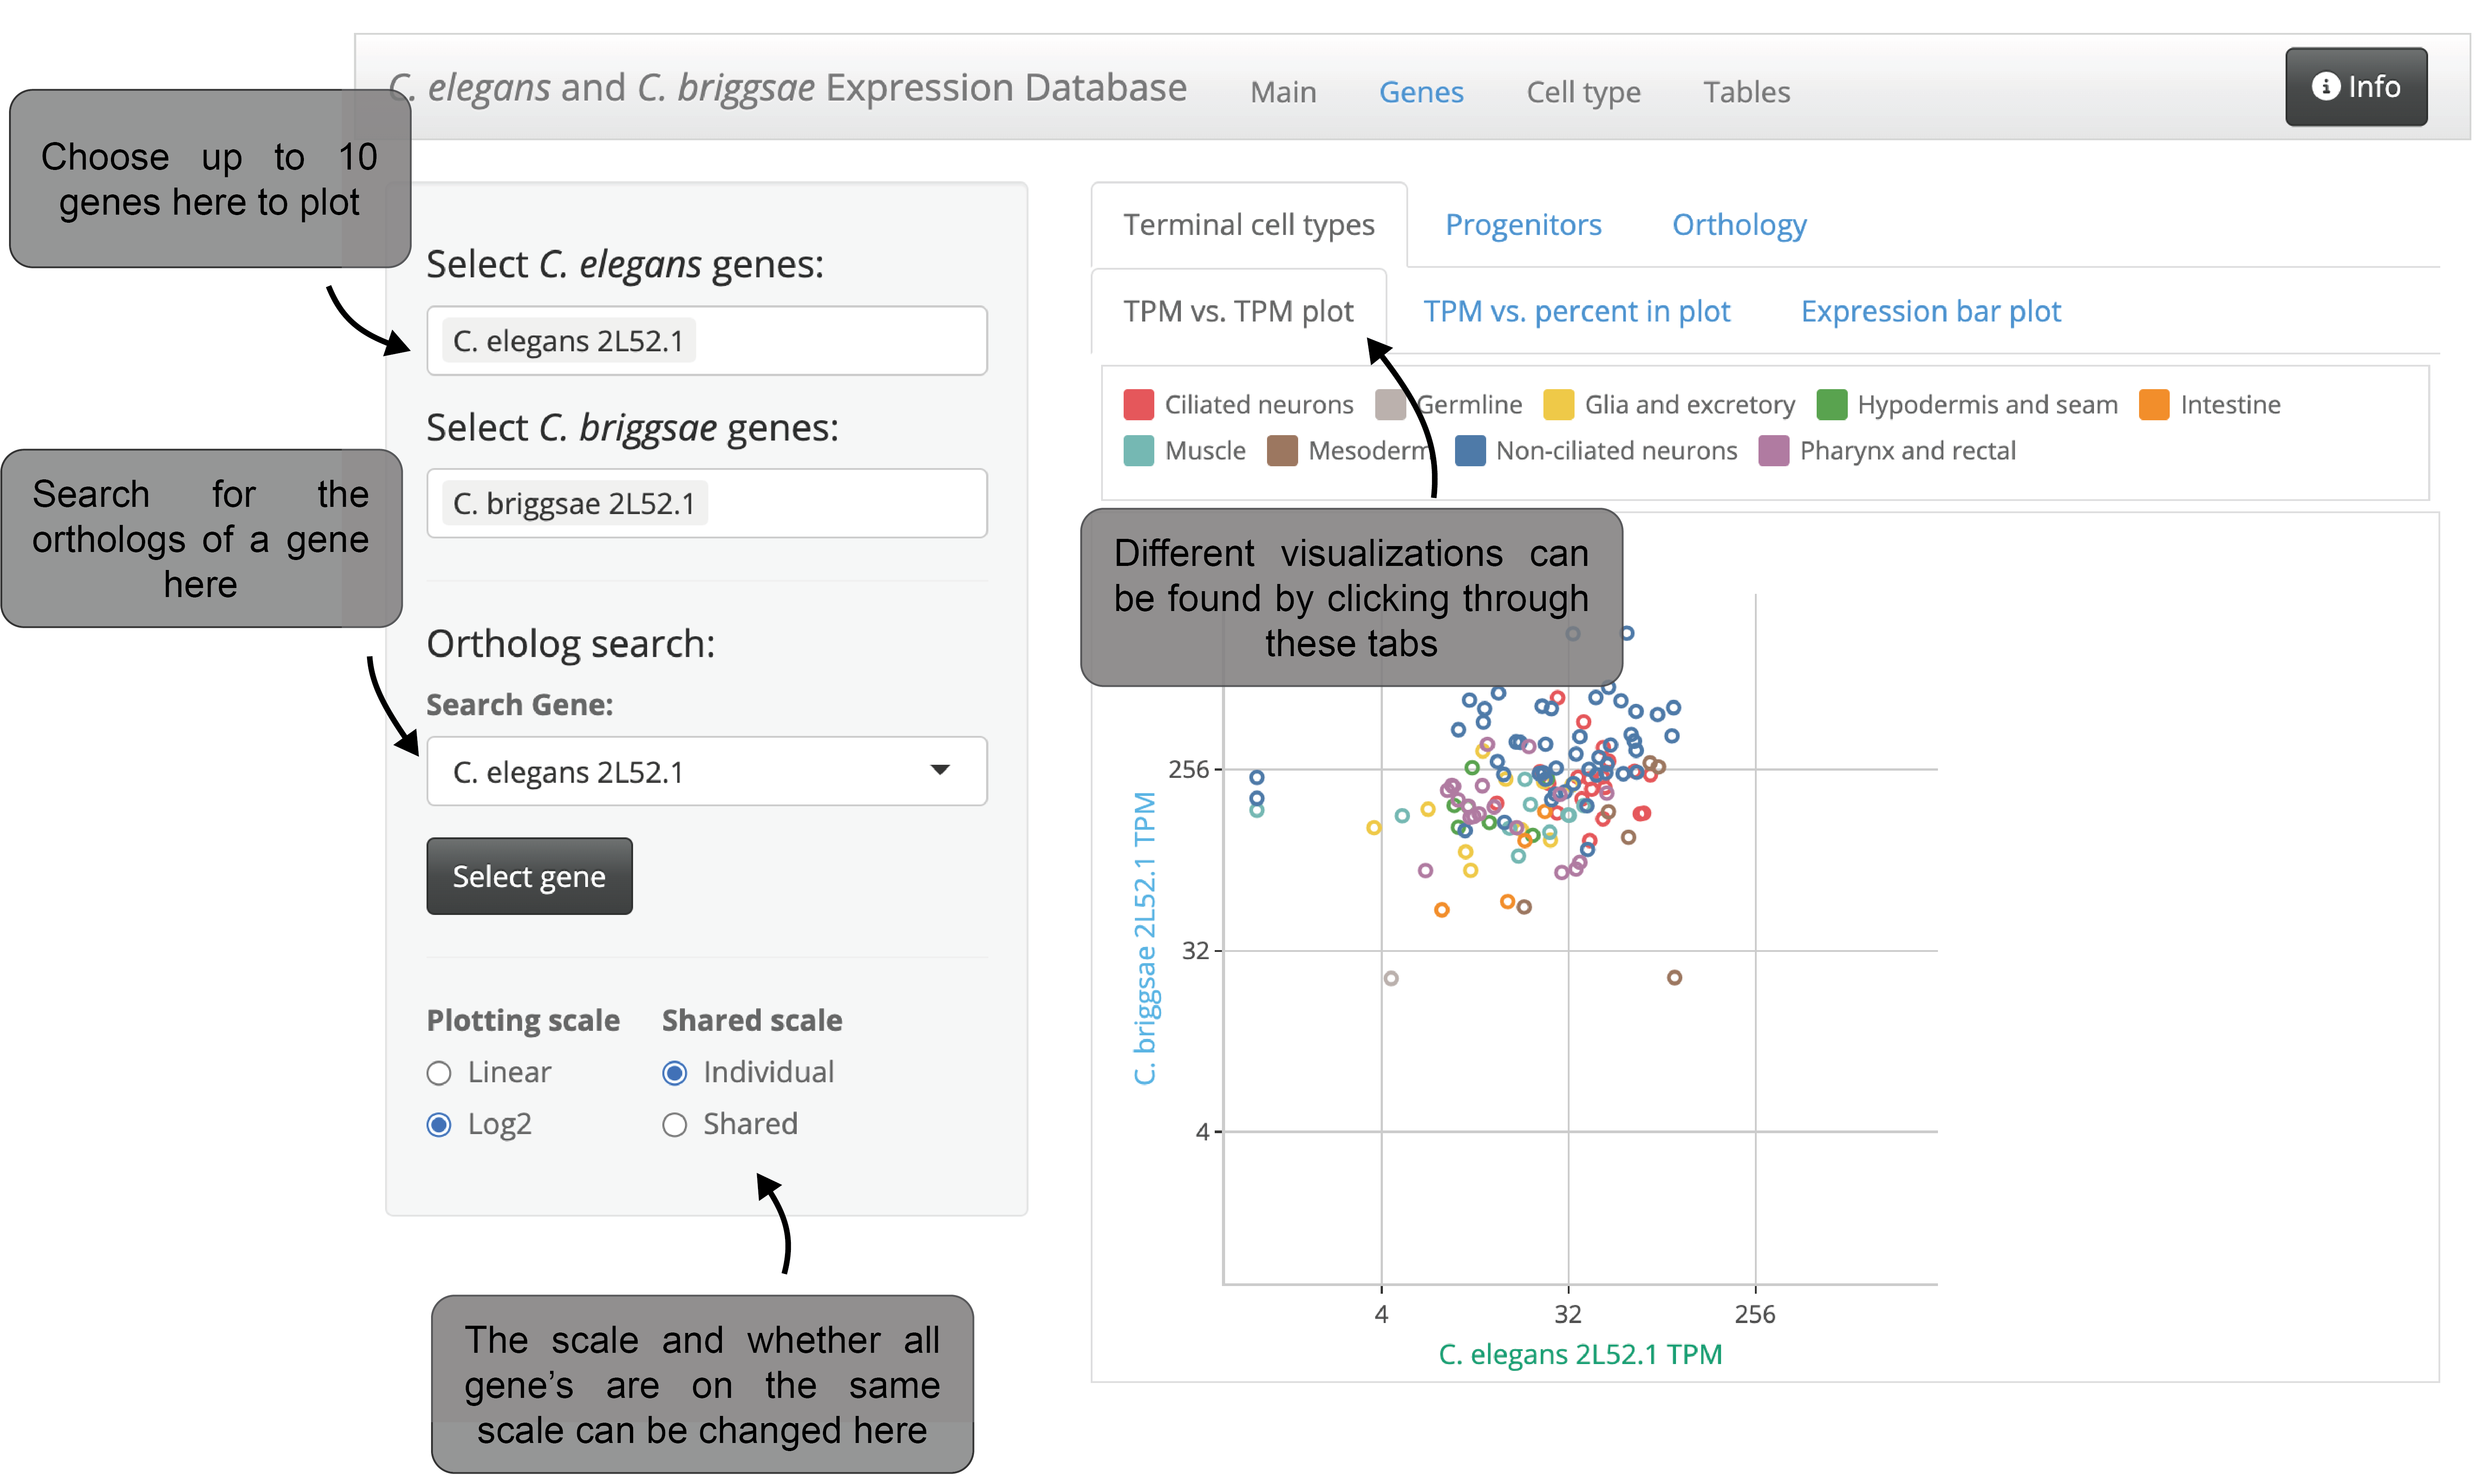 C. elegans and C. briggsae Expression Database Main Genes Cell type Tables Info
Choose up to 10
genes here to plot
Select C. elegans genes:
C. elegans 2L52.1
Select C. briggsae genes:
C. briggsae 2L52.1
Search for the
orthologs of a gene
here
Ortholog search:
Search Gene:
C. elegans 2L52.1
Select gene
Plotting scale Shared scale
Linear Individual
Log2 Shared
The scale and whether all
gene’s are on the same
scale can be changed here
Terminal cell types Progenitors Orthology
TPM vs. TPM plot TPM vs. percent in plot Expression bar plot
Ciliated neurons Germline Glia and excretory Hypodermis and seam Intestine
Muscle Mesoderm Non-ciliated neurons Pharynx and rectal
Different visualizations can
be found by clicking through
these tabs
C. briggsae 2L52.1 TPM
256
32
4
4 32 256
C. elegans 2L52.1 TPM